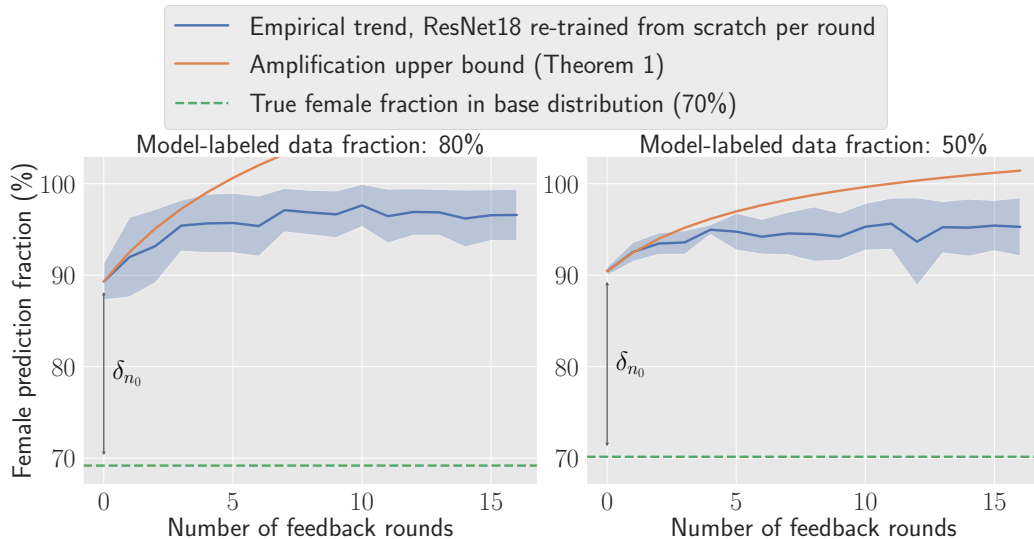 Empirical trend, ResNet18 re-trained from scratch per round
Amplification upper bound (Theorem 1)
True female fraction in base distribution (70%)
Model-labeled data fraction: 80%
Model-labeled data fraction: 50%
Female prediction fraction (%)
100
90
80
70
δn₀
0
5
10
15
Number of feedback rounds
100
90
80
70
δn₀
0
5
10
15
Number of feedback rounds